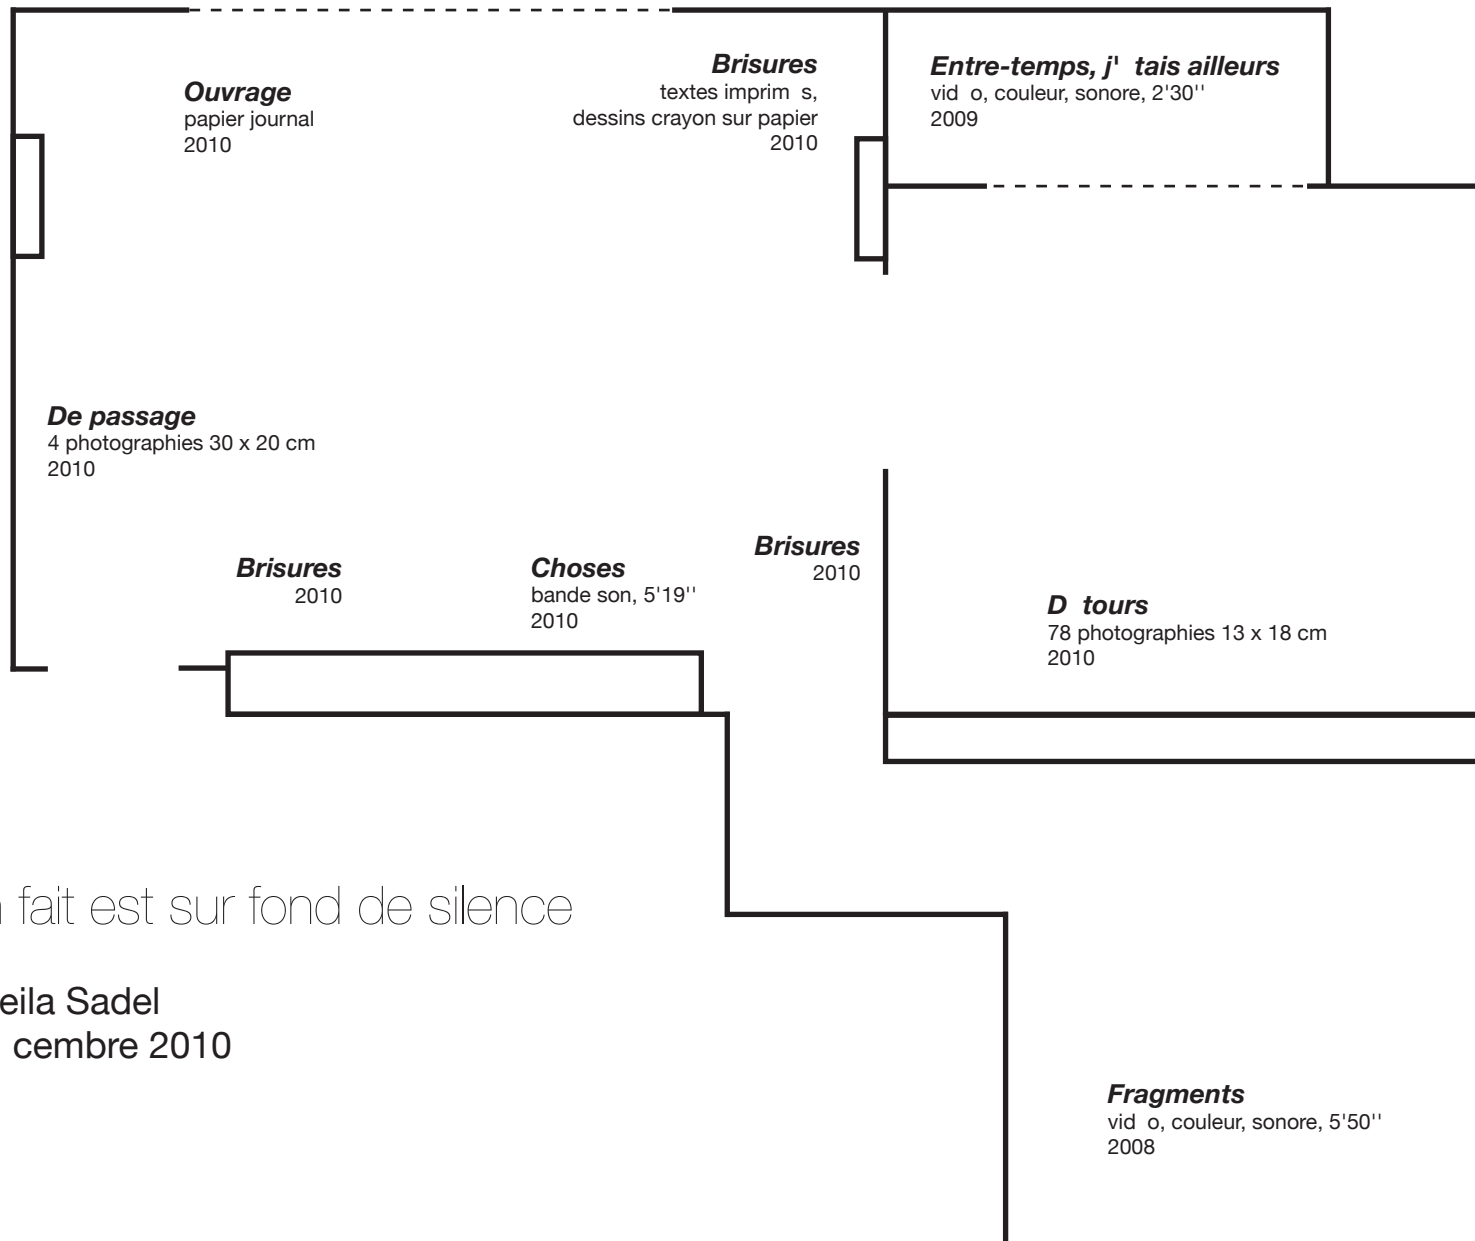 Ouvrage
papier journal
2010
Brisures
textes imprim s,
dessins crayon sur papier
2010
Entre-temps, j' tais ailleurs
vid o, couleur, sonore, 2'30''
2009
De passage
4 photographies 30 x 20 cm
2010
Brisures
2010
Choses
bande son, 5'19''
2010
Brisures
2010
D tours
78 photographies 13 x 18 cm
2010
fait est sur fond de silence
eila Sadel
cembre 2010
Fragments
vid o, couleur, sonore, 5'50''
2008